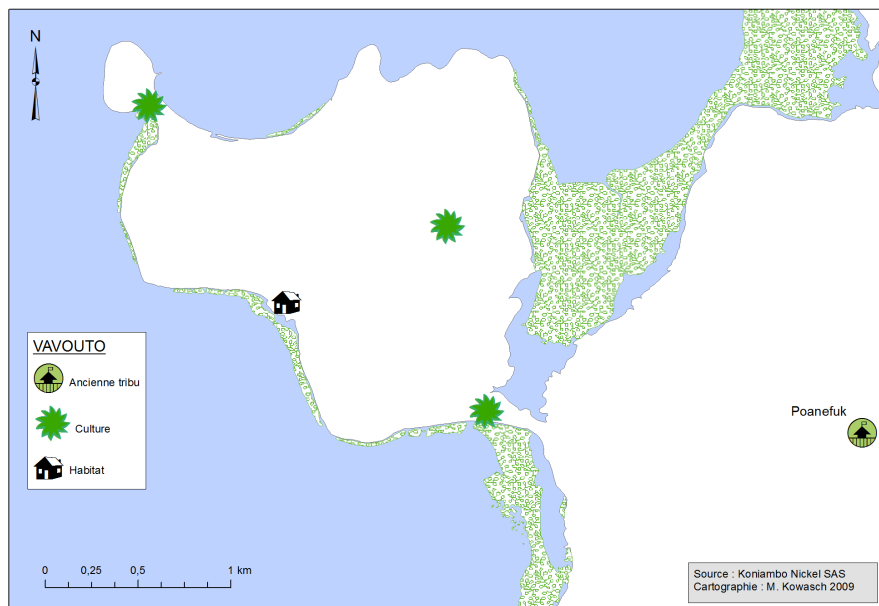 N
VAVOUTO
Ancienne tribu
Culture
Habitat
Poanefuk
0 0,25 0,5 1 km
Source : Koniambo Nickel SAS
Cartographie : M. Kowasch 2009